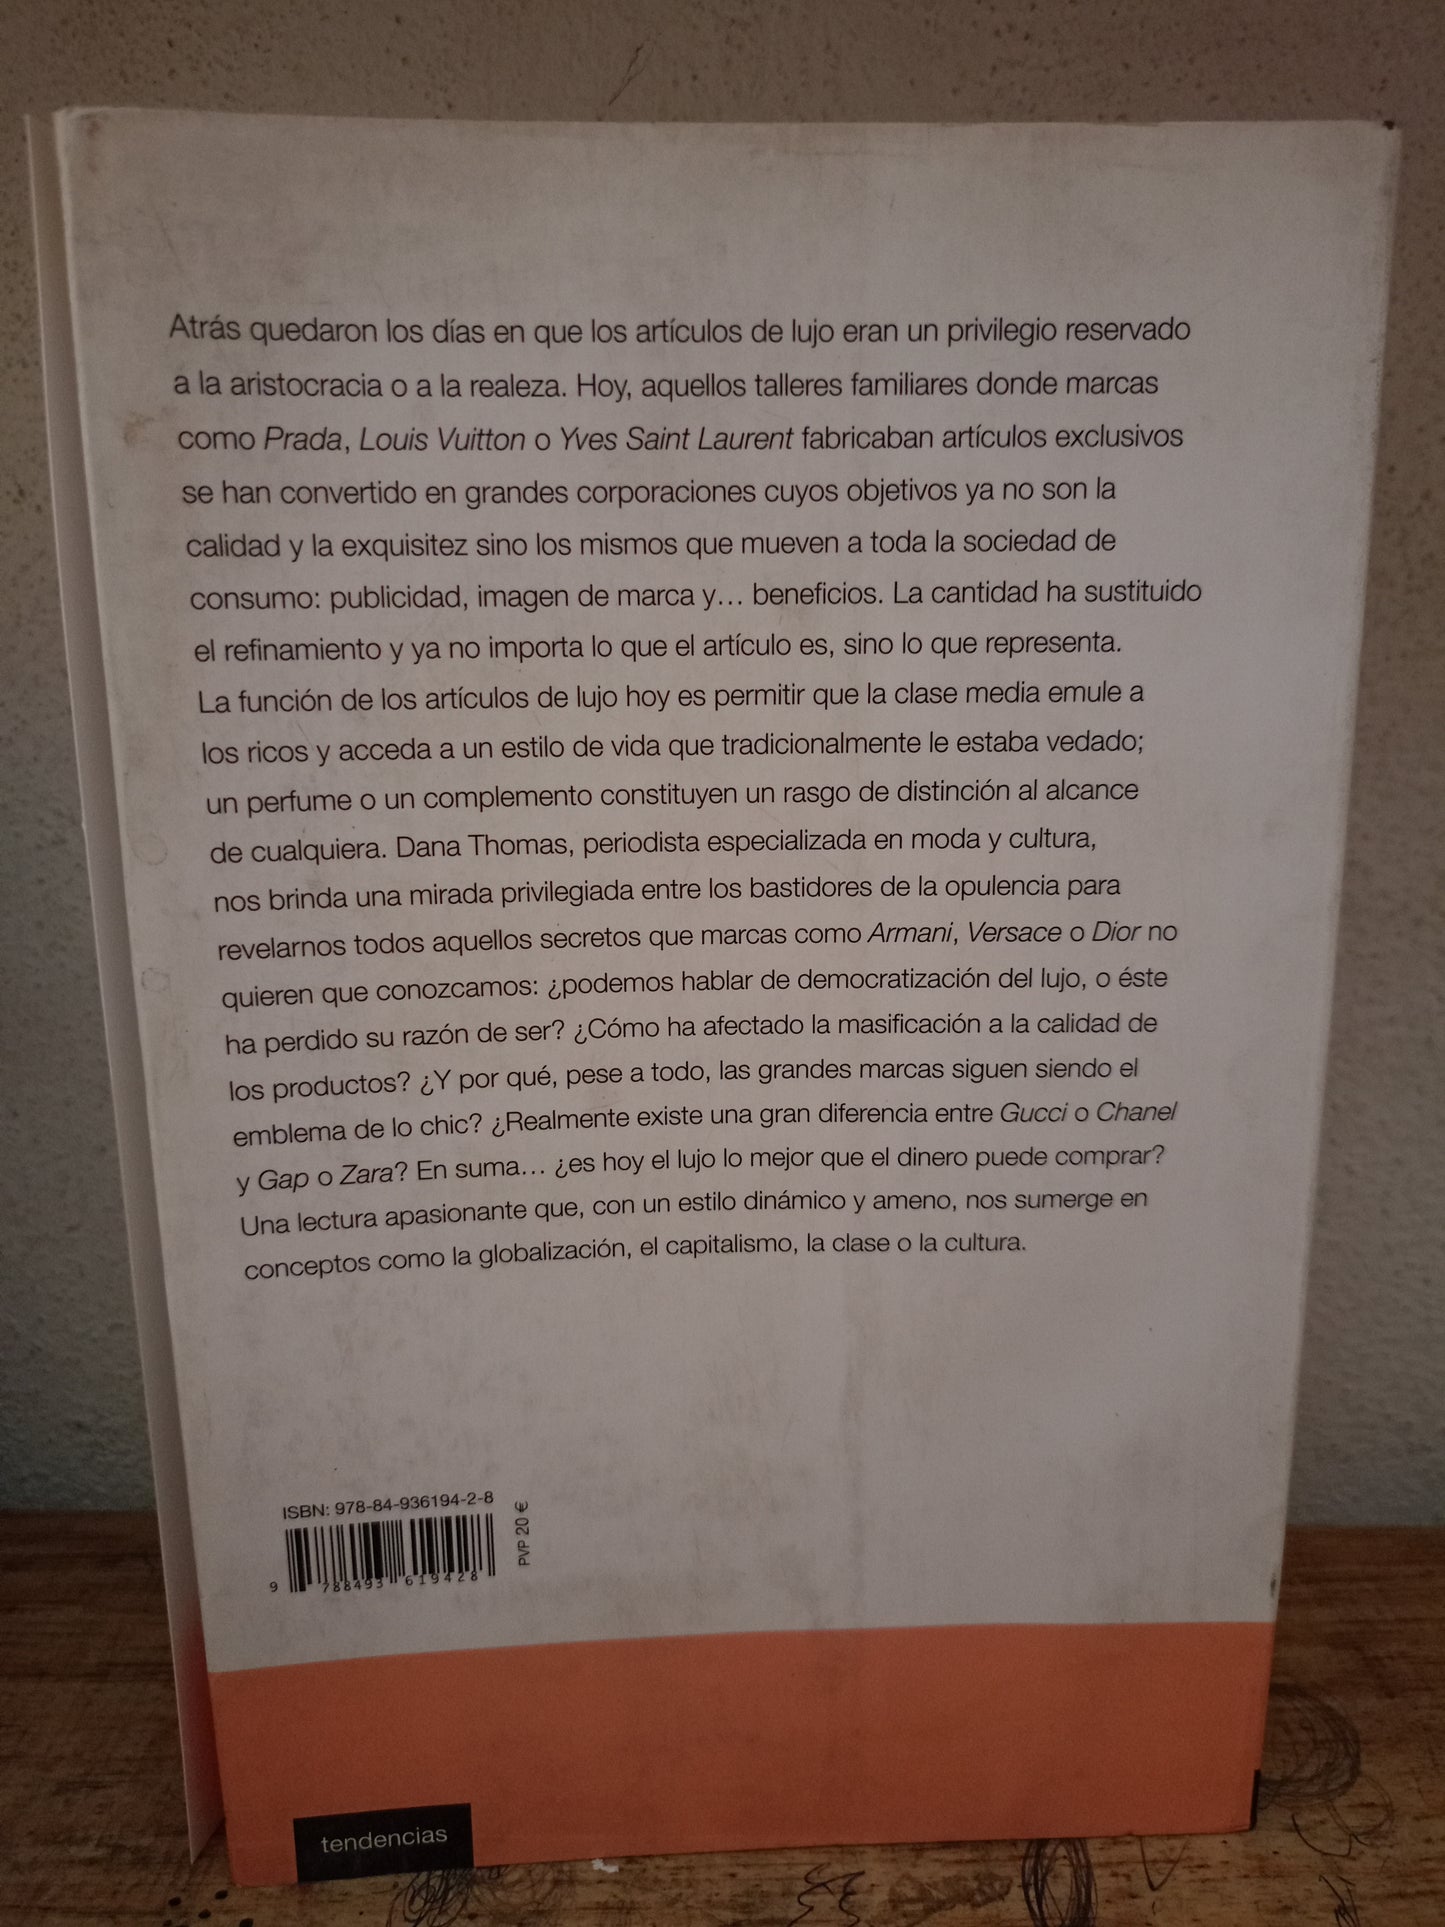 Atrás quedaron los días en que los artículos de lujo eran un privilegio reservado
a la aristocracia o a la realeza. Hoy, aquellos talleres familiares donde marcas
como Prada, Louis Vuitton o Yves Saint Laurent fabricaban artículos exclusivos
se han convertido en grandes corporaciones cuyos objetivos ya no son la
calidad y la exquisitez sino los mismos que mueven a toda la sociedad de
consumo: publicidad, imagen de marca y… beneficios. La cantidad ha sustituido
el refinamiento y ya no importa lo que el artículo es, sino lo que representa.
La función de los artículos de lujo hoy es permitir que la clase media emule a
los ricos y acceda a un estilo de vida que tradicionalmente le estaba vedado;
un perfume o un complemento constituyen un rasgo de distinción al alcance
de cualquiera. Dana Thomas, periodista especializada en moda y cultura,
nos brinda una mirada privilegiada entre los bastidores de la opulencia para
revelarnos todos aquellos secretos que marcas como Armani, Versace o Dior no
quieren que conozcamos: ¿podemos hablar de democratización del lujo, o éste
ha perdido su razón de ser? ¿Cómo ha afectado la masificación a la calidad de
los productos? ¿Y por qué, pese a todo, las grandes marcas siguen siendo el
emblema de lo chic? ¿Realmente existe una gran diferencia entre Gucci o Chanel
y Gap o Zara? En suma… ¿es hoy el lujo lo mejor que el dinero puede comprar?
Una lectura apasionante que, con un estilo dinámico y ameno, nos sumerge en
conceptos como la globalización, el capitalismo, la clase o la cultura.
ISBN: 978-84-936194-2-8
9 788493 619428
PVP 20 €
tendencias